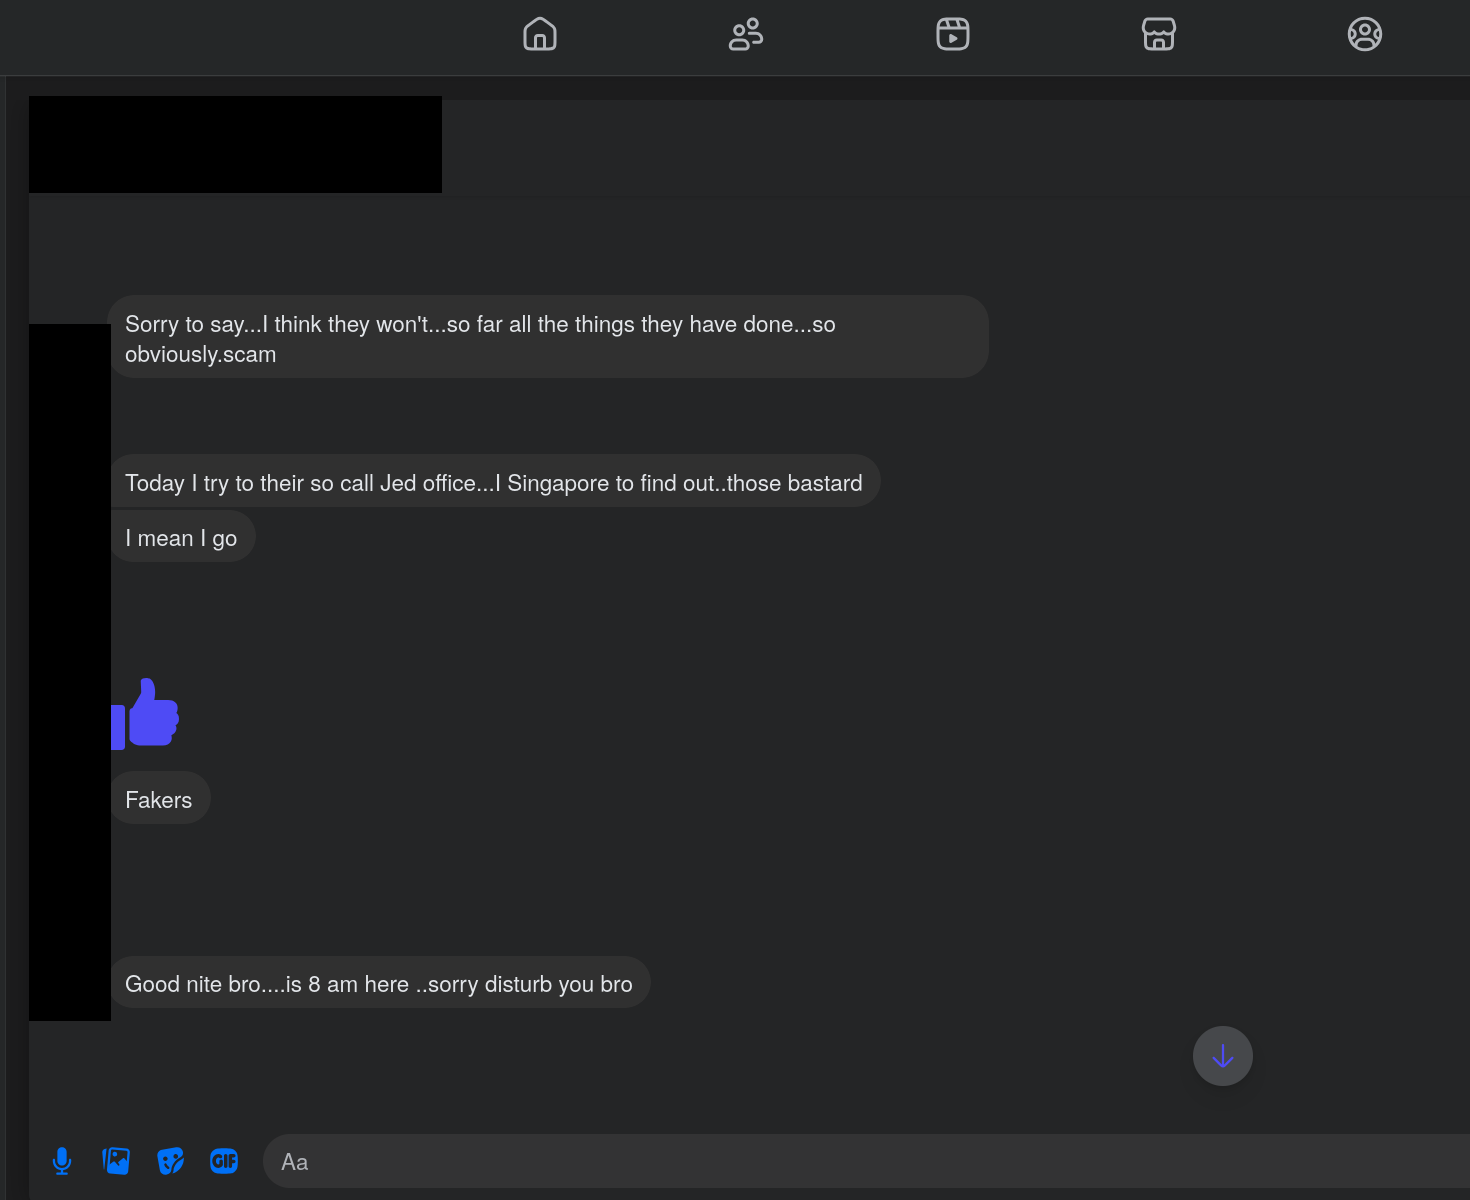 Sorry to say...I think they won't...so far all the things they have done...so
obviously.scam
Today I try to their so call Jed office...I Singapore to find out..those bastard
I mean I go
Fakers
Good nite bro....is 8 am here ..sorry disturb you bro
GIF
Aa